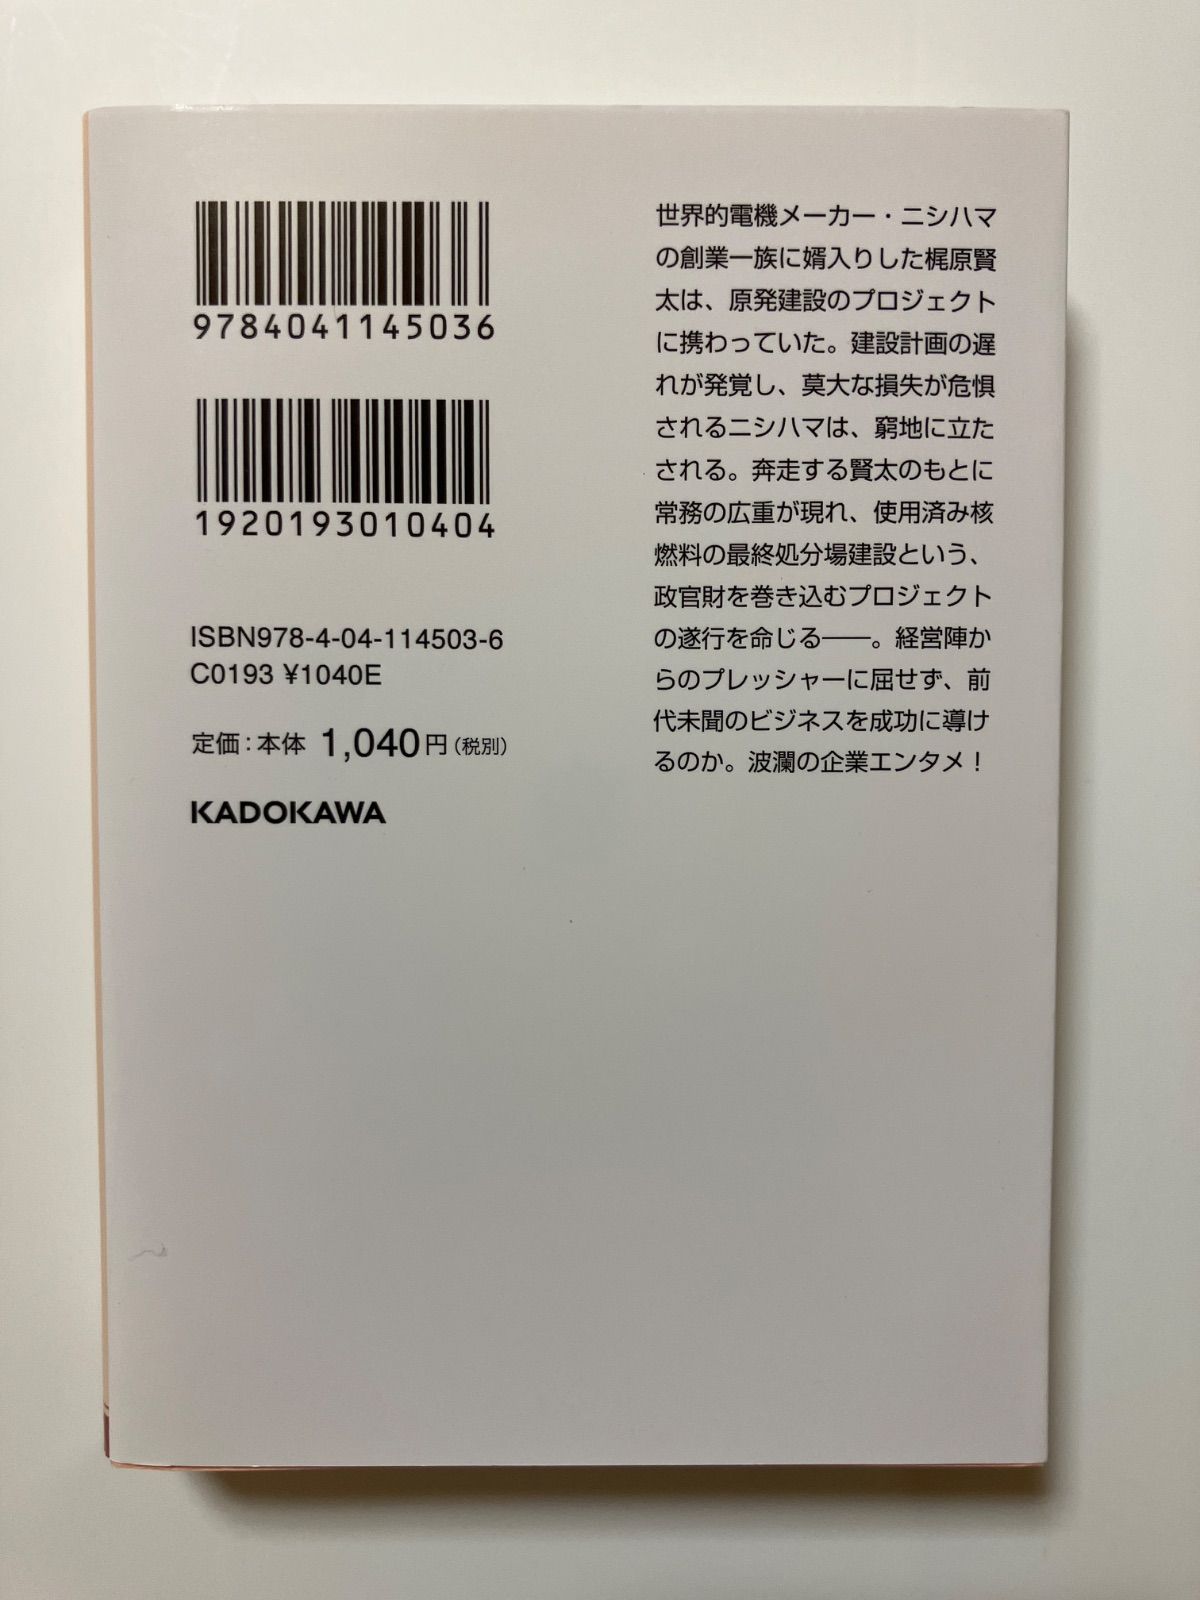 9784041145036
1920193010404
ISBN978-4-04-114503-6
C0193 ¥1040E
定価：本体 1,040円（税別）
KADOKAWA
世界的電機メーカー・ニシハマ
の創業一族に婿入りした梶原賢
太は、原発建設のプロジェクト
に携わっていた。建設計画の遅
れが発覚し、莫大な損失が危惧
されるニシハマは、窮地に立た
される。奔走する賢太のもとに
常務の広重が現れ、使用済み核
燃料の最終処分場建設という、
政官財を巻き込むプロジェクト
の遂行を命じる――。経営陣か
らのプレッシャーに屈せず、前
代未聞のビジネスを成功に導け
るのか。波瀾の企業エンタメ！